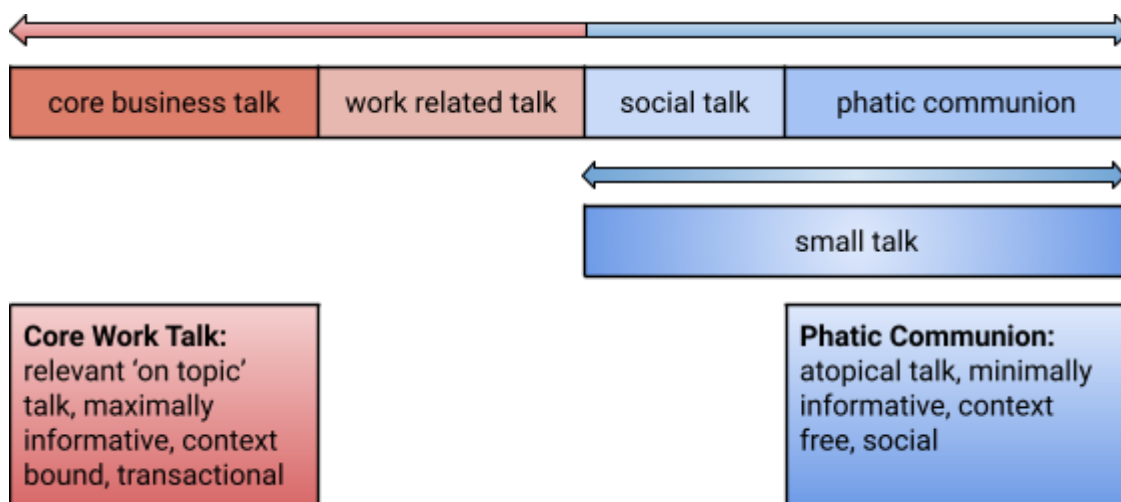 core business talk work related talk social talk phatic communion
small talk
Core Work Talk:
relevant ‘on topic’
talk, maximally
informative, context
bound, transactional
Phatic Communion:
atopical talk, minimally
informative, context
free, social